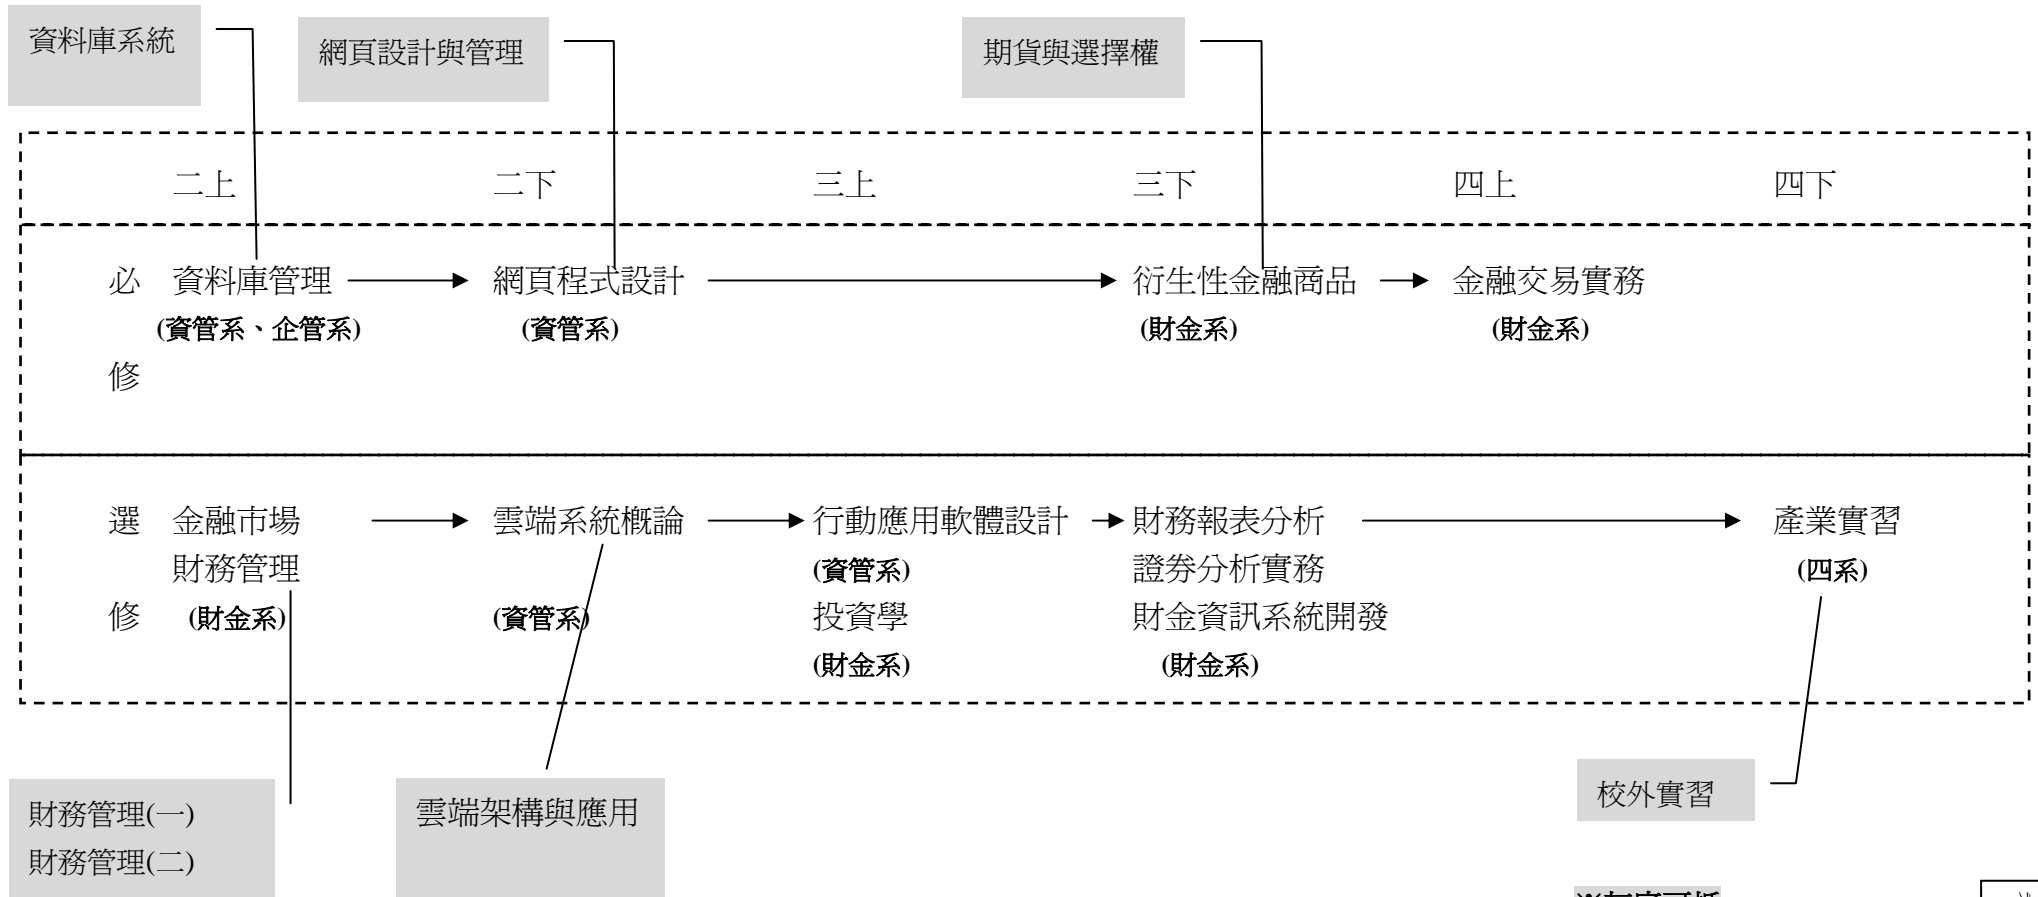 資料庫系統
網頁設計與管理
期貨與選擇權
二上 二下 三上 三下 四上 四下
必 資料庫管理 網頁程式設計 衍生性金融商品 金融交易實務
(資管系、企管系) (資管系) (財金系) (財金系)
修
選 金融市場 雲端系統概論 行動應用軟體設計 財務報表分析 產業實習
財務管理 (資管系) 證券分析實務 (四系)
修 (財金系) (資管系) 投資學 財金資訊系統開發
(財金系) (財金系)
財務管理(一)
財務管理(二)
雲端架構與應用
校外實習